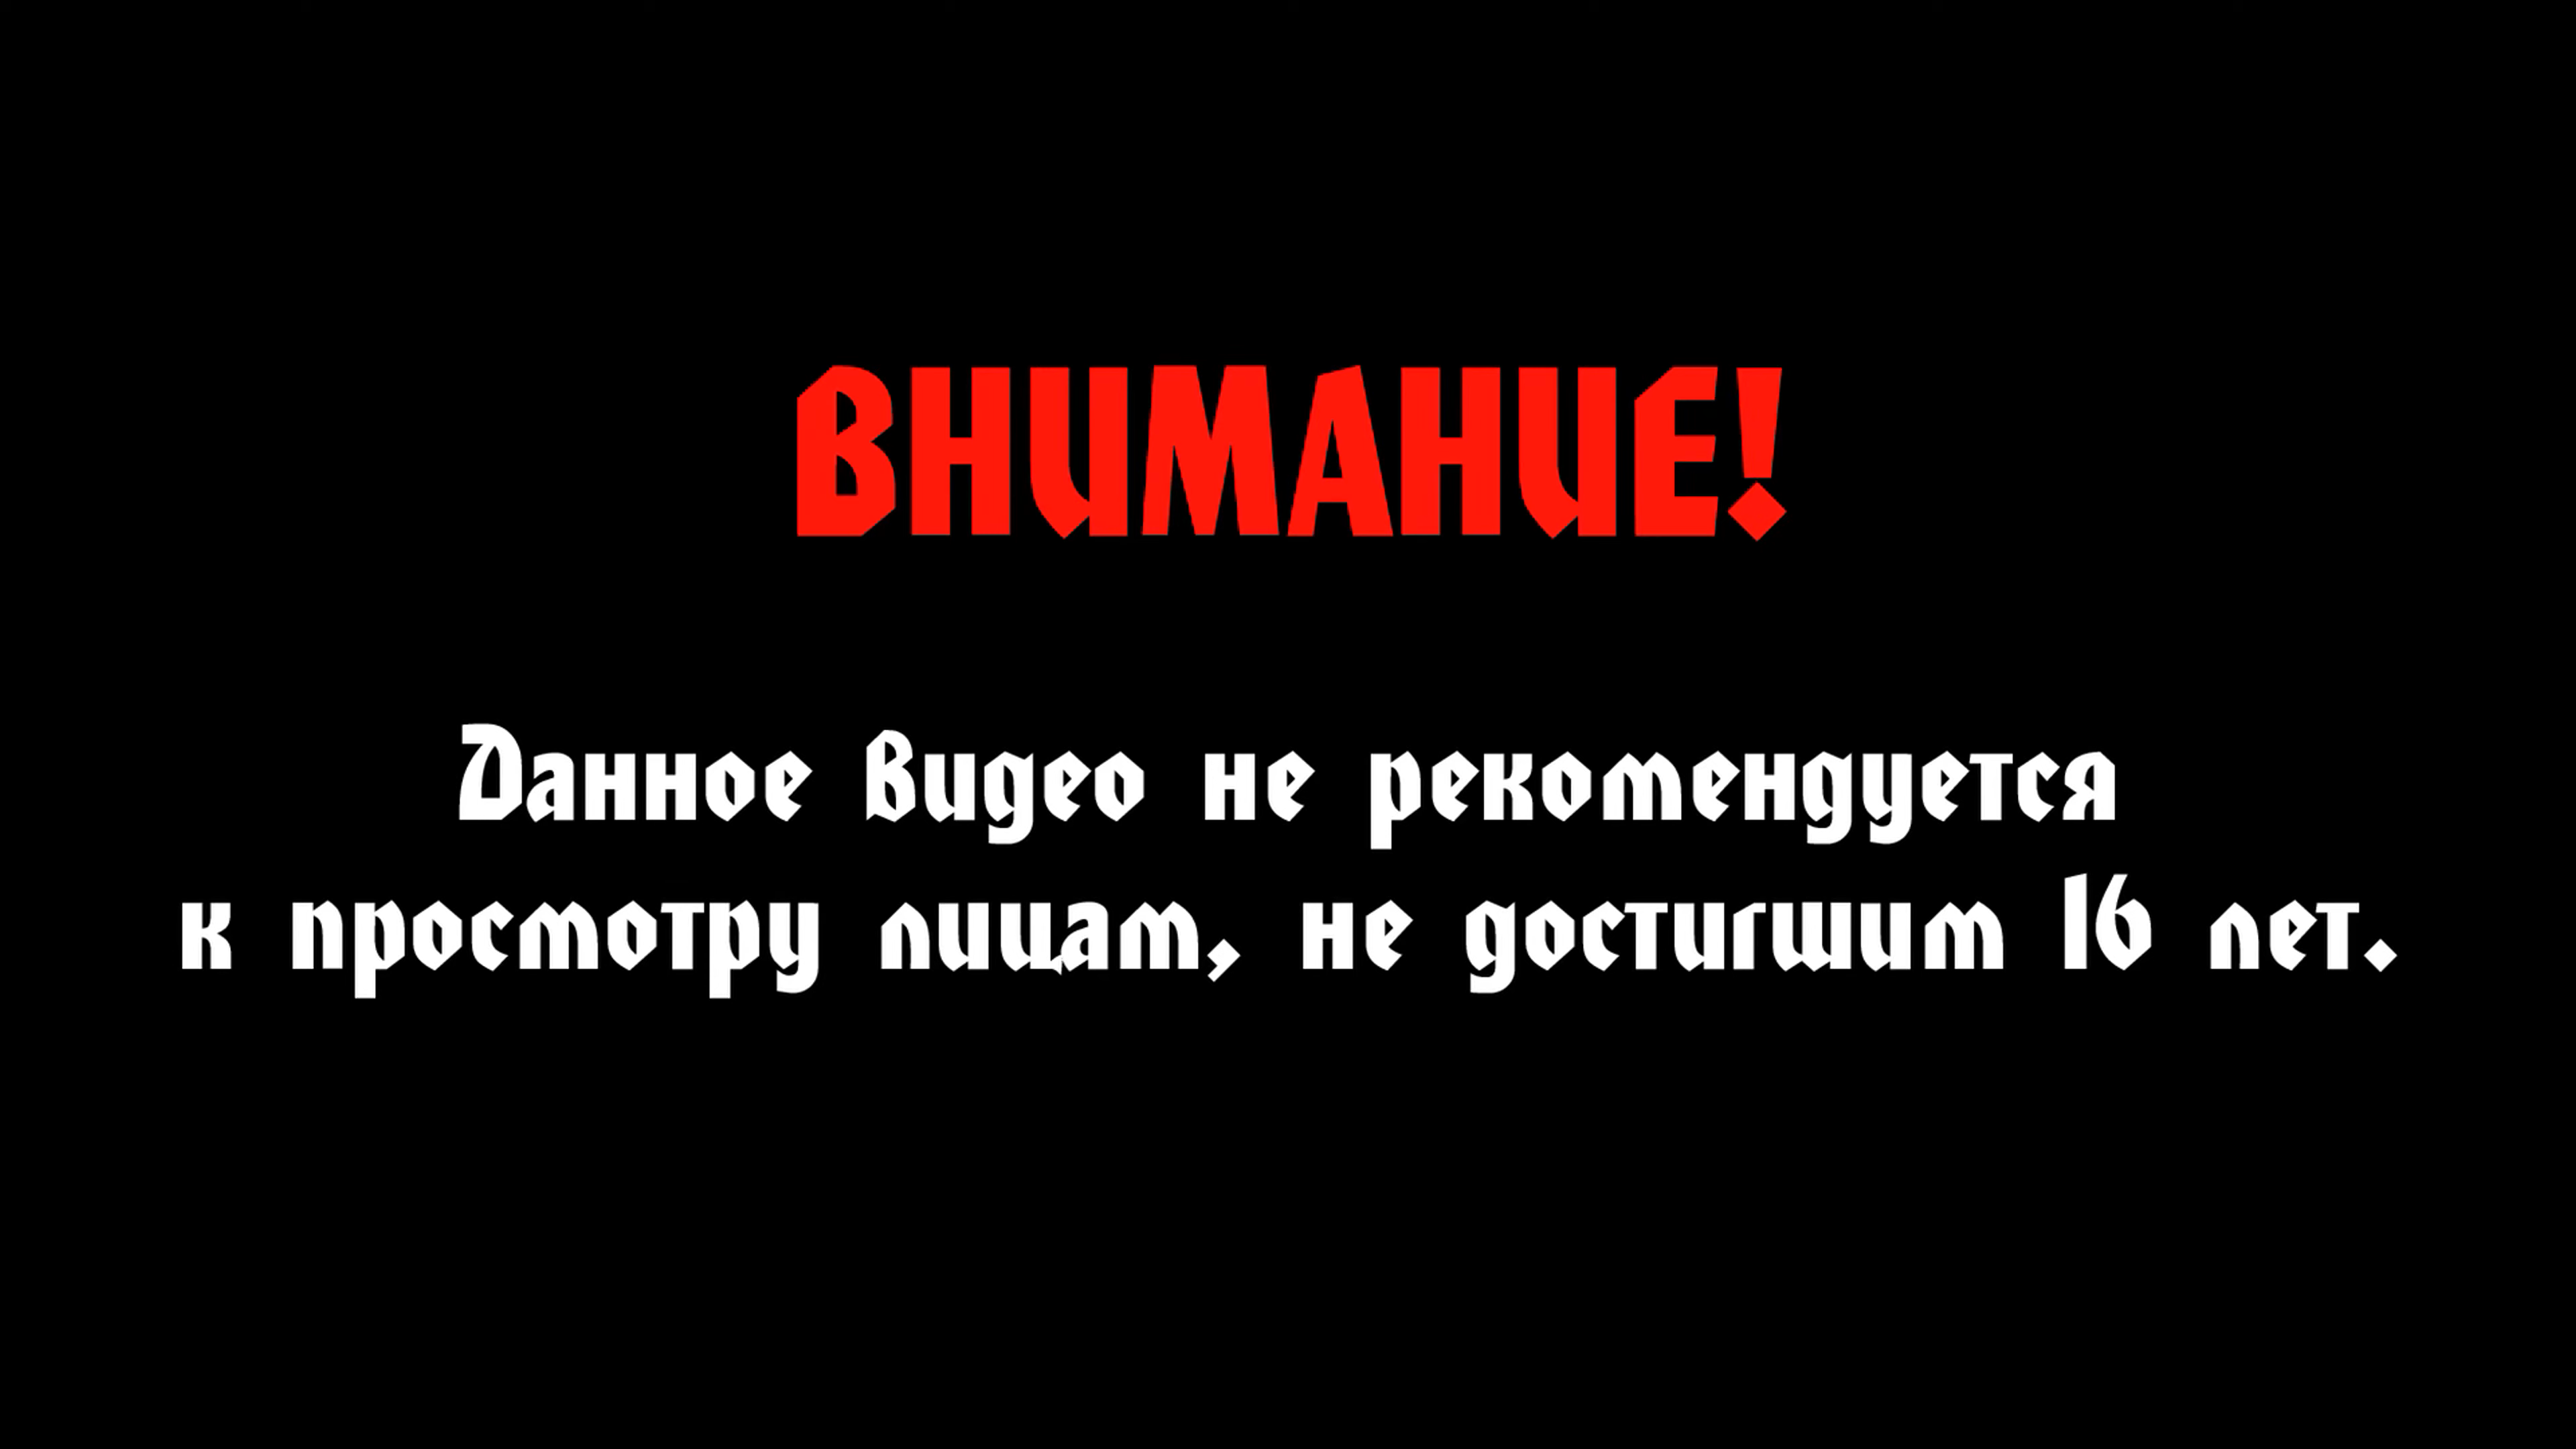 ВНИМАНИЕ!
Данное видео не рекомендуется
к просмотру лицам, не достигшим 16 лет.